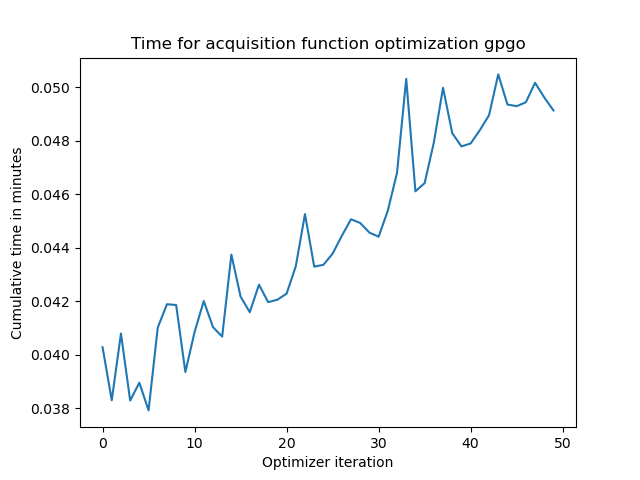 Time for acquisition function optimization gpgo
0.050
0.048
0.046
0.044
0.042
0.040
0.038
Cumulative time in minutes
0 10 20 30 40 50
Optimizer iteration